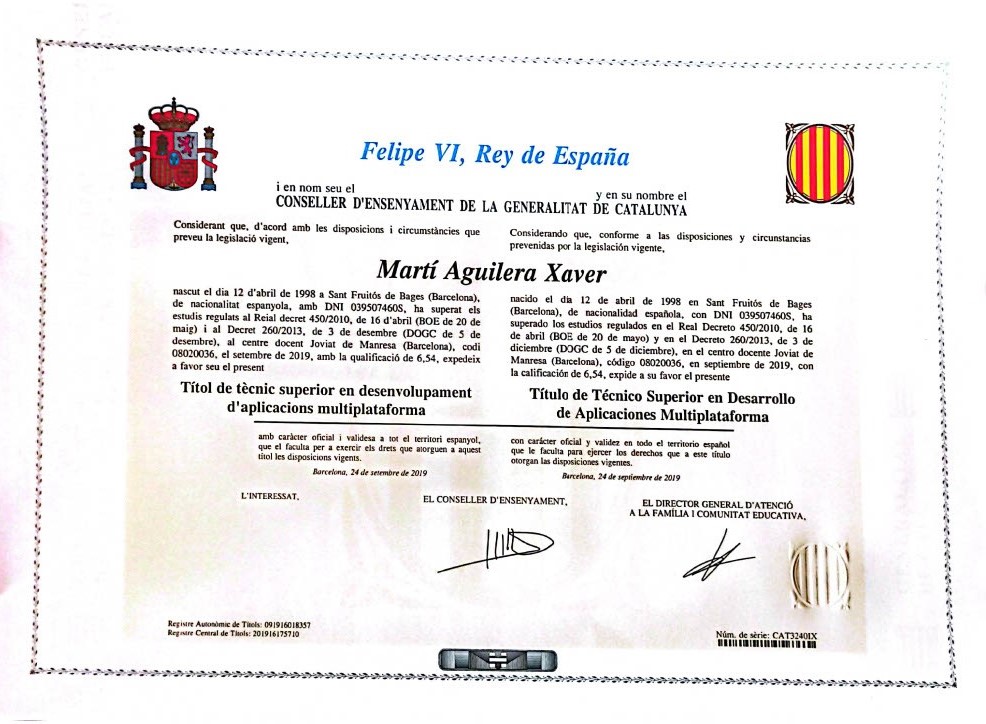 Felipe VI, Rey de España
i en nom seu el
y en su nombre el
CONSELLER D'ENSENYAMENT DE LA GENERALITAT DE CATALUNYA
Considerant que, d'acord amb les disposicions i circumstàncies que
preveu la legislació vigent,
Considerando que, conforme a las disposiciones y circunstancias
prevenidas por la legislación vigente,
Martí Aguilera Xaver
nascut el dia 12 d'abril de 1998 a Sant Fruitós de Bages (Barcelona),
de nacionalitat espanyola, amb DNI 039507460S, ha superat els
estudis regulats al Reial decret 450/2010, de 16 d'abril (BOE de 20 de
maig) i al Decret 260/2013, de 3 de desembre (DOGC de 5 de
desembre), al centre docent Joviat de Manresa (Barcelona), codi
08020036, el setembre de 2019, amb la qualificació de 6,54, expedeix
a favor seu el present
nacido el día 12 de abril de 1998 en Sant Fruitós de Bages
(Barcelona), de nacionalidad española, con DNI 039507460S, ha
superado los estudios regulados en el Real Decreto 450/2010, de 16
de abril (BOE de 20 de mayo) y en el Decreto 260/2013, de 3 de
diciembre (DOGC de 5 de diciembre), en el centro docente Joviat de
Manresa (Barcelona), código 08020036, en septiembre de 2019, con
la calificación de 6,54, expide a su favor el presente
Títol de tècnic superior en desenvolupament
d'aplicacions multiplataforma
Título de Técnico Superior en Desarrollo
de Aplicaciones Multiplataforma
amb caràcter oficial i validesa a tot el territori espanyol,
que el faculta per a exercir els drets que atorguen a aquest
títol les disposicions vigents.
Barcelona, 24 de setembre de 2019
con carácter oficial y validez en todo el territorio español
que le faculta para ejercer los derechos que a este título
otorgan las disposiciones vigentes.
Barcelona, 24 de septiembre de 2019
L'INTERESSAT,
EL CONSELLER D'ENSENYAMENT,
EL DIRECTOR GENERAL D'ATENCIÓ
A LA FAMÍLIA I COMUNITAT EDUCATIVA,
Registre Autonòmic de Títols: 091916018357
Registre Central de Títols: 201916175710
Núm. de sèrie: CAT3240IX